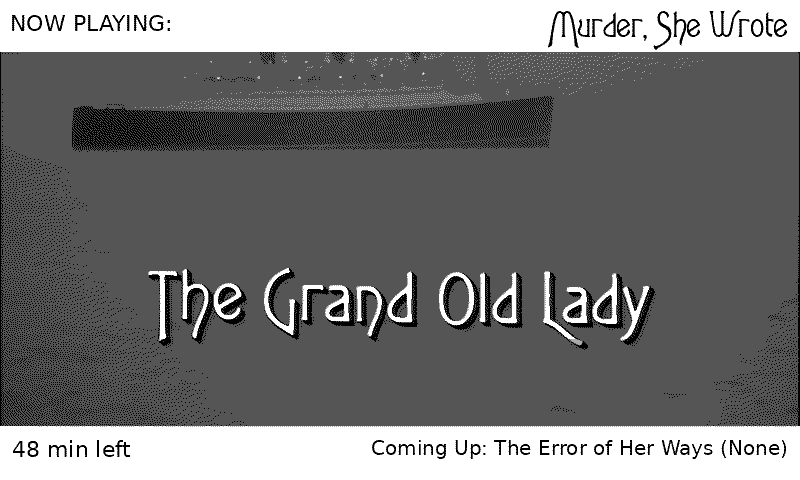 NOW PLAYING:
Murder, She Wrote
The Grand Old Lady
48 min left
Coming Up: The Error of Her Ways (None)